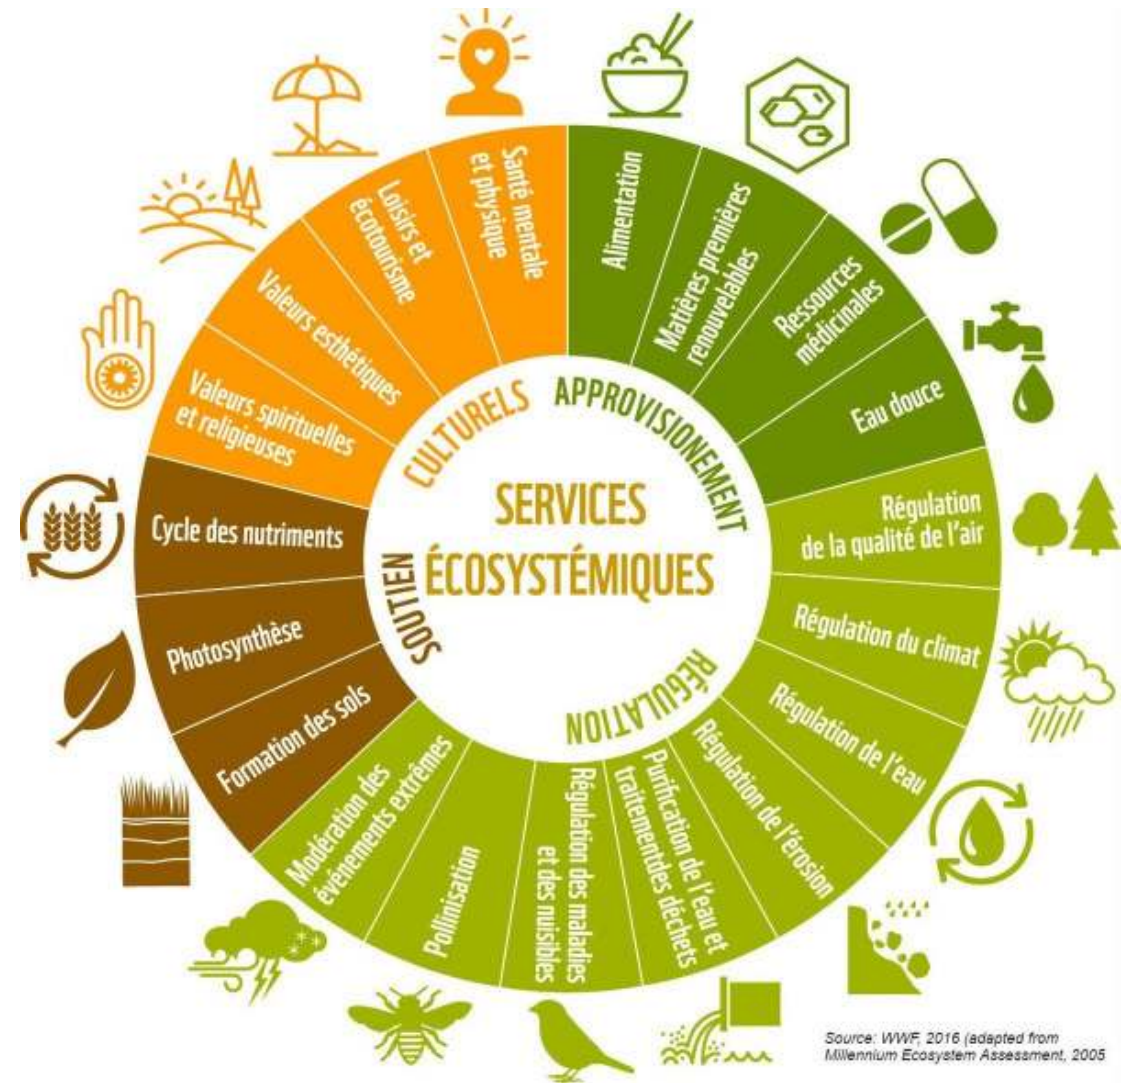 SERVICES
ÉCOSYSTÉMIQUES
APPROVISIONEMENT
Alimentation
Matières premières
renouvelables
Ressources
médicinales
Eau douce
RÉGULATION
Régulation
de la qualité de l'air
Régulation du climat
Régulation de l'eau
Régulation de l'érosion
Purification de l'eau et
traitementdes déchets
Régulation des maladies
et des nuisibles
Pollinisation
Modération des
événements extrêmes
SOUTIEN
Formation des sols
Photosynthèse
Cycle des nutriments
CULTURELS
Valeurs spirituelles
et religieuses
Valeurs esthétiques
Loisirs et
écotourisme
Santé mentale
et physique
Source: WWF, 2016 (adapted from
Millennium Ecosystem Assessment, 2005